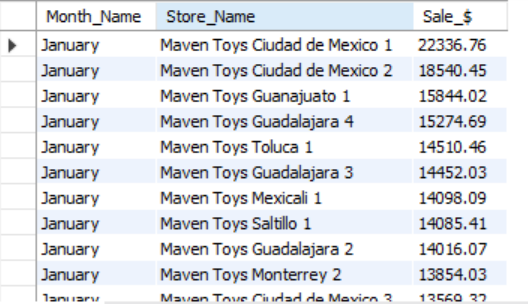 Month_Name Store_Name Sale_$
January Maven Toys Ciudad de Mexico 1 22336.76
January Maven Toys Ciudad de Mexico 2 18540.45
January Maven Toys Guanajuato 1 15844.02
January Maven Toys Guadalajara 4 15274.69
January Maven Toys Toluca 1 14510.46
January Maven Toys Guadalajara 3 14452.03
January Maven Toys Mexicali 1 14098.09
January Maven Toys Saltillo 1 14085.41
January Maven Toys Guadalajara 2 14016.07
January Maven Toys Monterrey 2 13854.03
January Maven Toys Ciudad de Mexico 3 13569.32